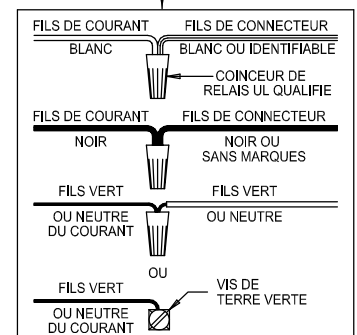 FILS DE COURANT FILS DE CONNECTEUR
BLANC BLANC OU IDENTIFIABLE
COINCEUR DE
RELAIS UL QUALIFIE
FILS DE COURANT FILS DE CONNECTEUR
NOIR NOIR OU
SANS MARQUES
FILS VERT FILS VERT
OU NEUTRE OU NEUTRE
DU COURANT
OU
FILS VERT VIS DE
TERRE VERTE
OU NEUTRE
DU COURANT